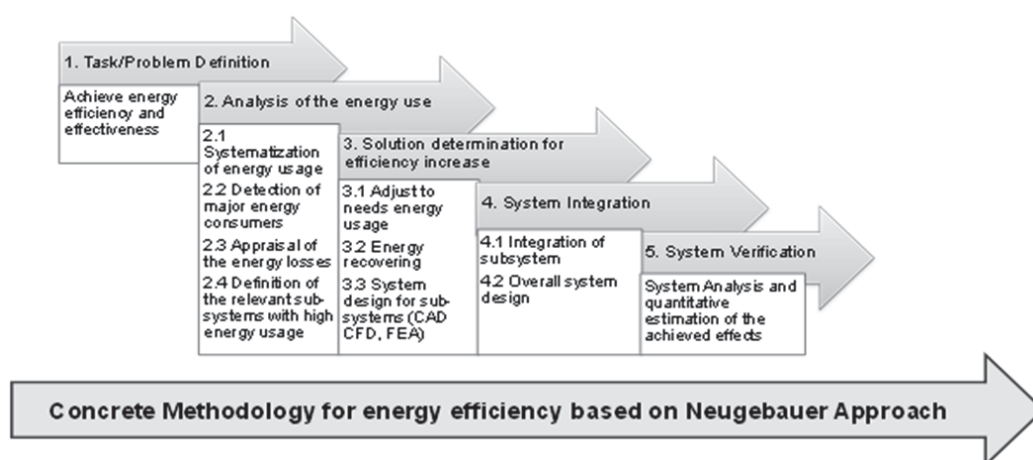 1. Task/Problem Definition
Achieve energy
efficiency and
effectiveness
2. Analysis of the energy use
2.1
Systematization
of energy usage
2.2 Detection of
major energy
consumers
2.3 Appraisal of
the energy losses
2.4 Definition of
the relevant sub-
systems with high
energy usage
3. Solution determination for
efficiency increase
3.1 Adjust to
needs energy
usage
3.2 Energy
recovering
3.3 System
design for sub-
systems (CAD
CFD, FEA)
4. System Integration
4.1 Integration of
subsystem
4.2 Overall system
design
5. System Verification
System Analysis and
quantitative
estimation of the
achieved effects
Concrete Methodology for energy efficiency based on Neugebauer Approach